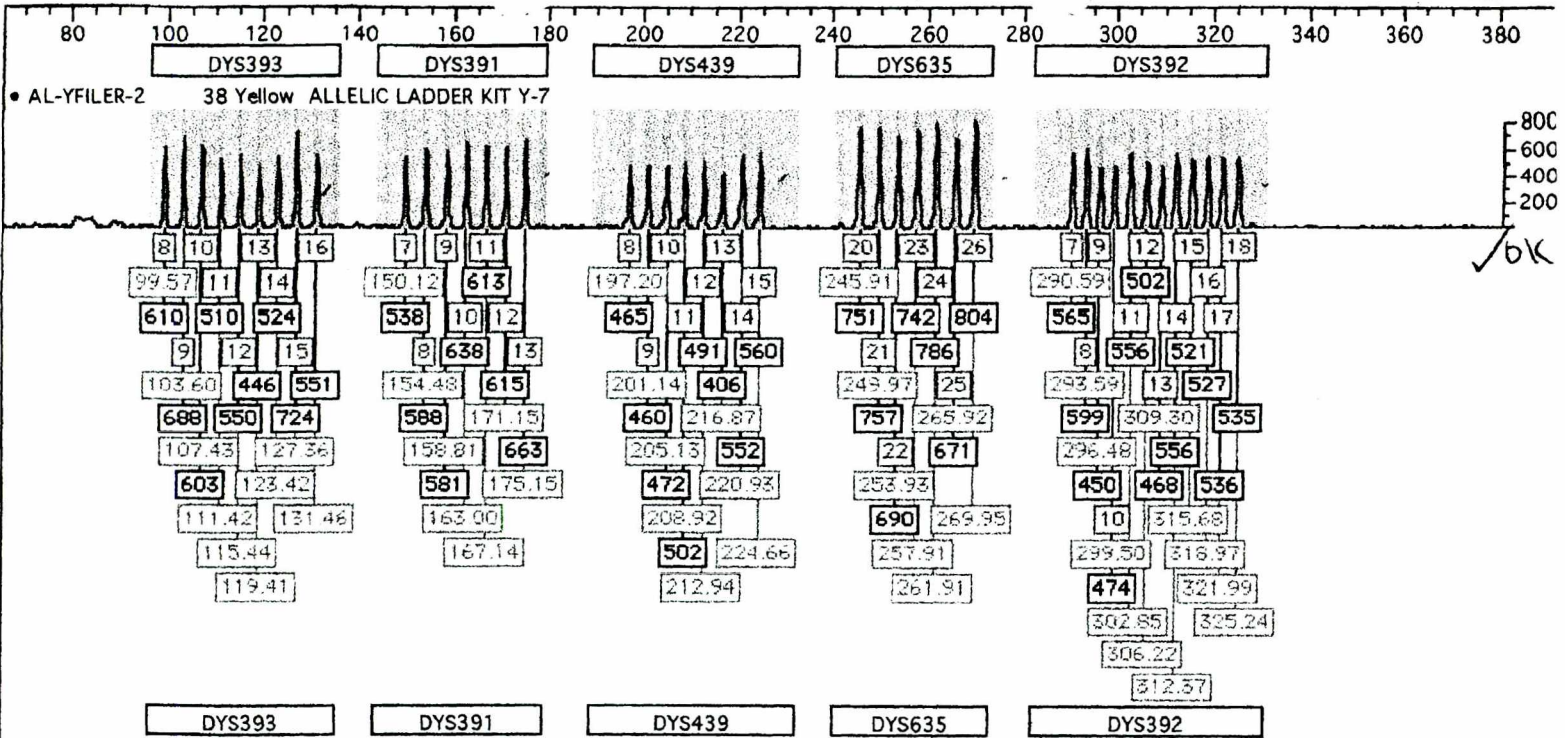 80 100 120 140 160 180 200 220 240 260 280 300 320 340 360 380
DYS393 DYS391 DYS439 DYS635 DYS392
• AL-YFILER-2 38 Yellow ALLELIC LADDER KIT Y-7
800
600
400
200
8 10 13 16 7 9 11 8 10 13 20 23 26 7 9 12 15 18
✓OK
99.57 11 14 150.12 613 197.20 12 15 245.91 24 290.59 502 16
610 510 524 538 10 12 465 11 14 751 742 804 565 11 14 17
9 12 15 8 638 13 9 491 560 21 786 8 556 521
103.60 446 551 154.48 615 201.14 406 249.97 25 293.59 13 527
688 550 724 588 171.15 460 216.87 757 265.92 599 309.30 535
107.43 127.36 158.81 663 205.13 552 22 671 296.48 556
603 123.42 581 175.15 472 220.93 253.93 450 468 536
111.42 131.46 163.00 208.92 690 269.95 10 315.68
115.44 167.14 502 224.66 257.91 299.50 318.97
119.41 212.94 261.91 474 321.99
302.85 325.24
306.22
312.37
DYS393 DYS391 DYS439 DYS635 DYS392